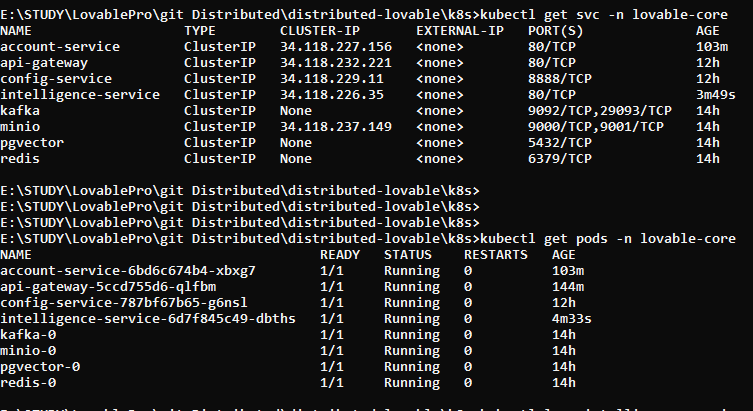 E:\STUDY\LovablePro\git Distributed\distributed-lovable\k8s>kubectl get svc -n lovable-core
NAME TYPE CLUSTER-IP EXTERNAL-IP PORT(S) AGE
account-service ClusterIP 34.118.227.156 <none> 80/TCP 103m
api-gateway ClusterIP 34.118.232.221 <none> 80/TCP 12h
config-service ClusterIP 34.118.229.11 <none> 8888/TCP 12h
intelligence-service ClusterIP 34.118.226.35 <none> 80/TCP 3m49s
kafka ClusterIP None <none> 9092/TCP,29093/TCP 14h
minio ClusterIP 34.118.237.149 <none> 9000/TCP,9001/TCP 14h
pgvector ClusterIP None <none> 5432/TCP 14h
redis ClusterIP None <none> 6379/TCP 14h
E:\STUDY\LovablePro\git Distributed\distributed-lovable\k8s>
E:\STUDY\LovablePro\git Distributed\distributed-lovable\k8s>
E:\STUDY\LovablePro\git Distributed\distributed-lovable\k8s>
E:\STUDY\LovablePro\git Distributed\distributed-lovable\k8s>kubectl get pods -n lovable-core
NAME READY STATUS RESTARTS AGE
account-service-6bd6c674b4-xbxg7 1/1 Running 0 103m
api-gateway-5ccd755d6-qlfbm 1/1 Running 0 144m
config-service-787bf67b65-g6nsl 1/1 Running 0 12h
intelligence-service-6d7f845c49-dbths 1/1 Running 0 4m33s
kafka-0 1/1 Running 0 14h
minio-0 1/1 Running 0 14h
pgvector-0 1/1 Running 0 14h
redis-0 1/1 Running 0 14h